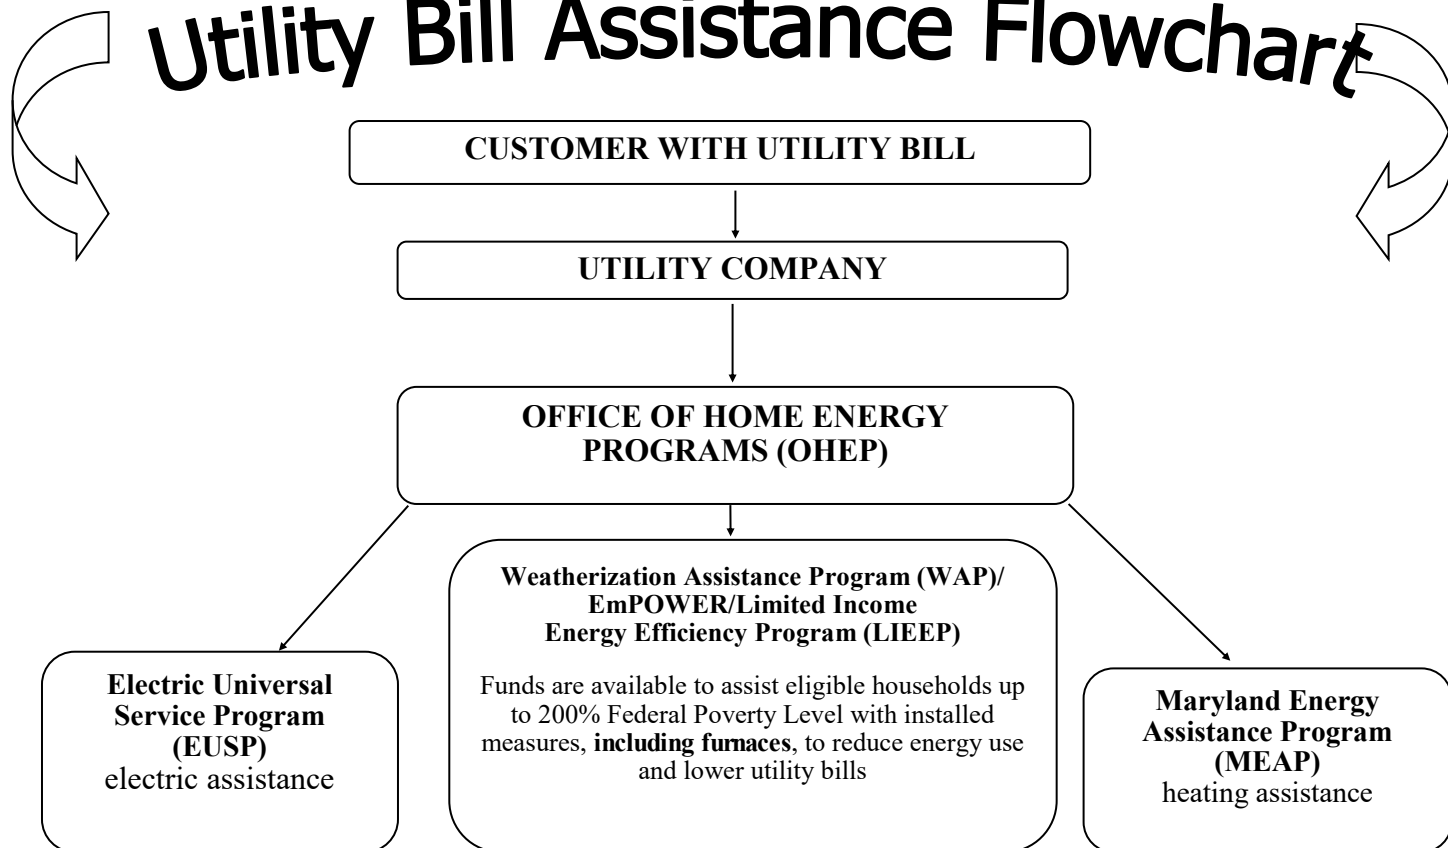 Utility Bill Assistance Flowchart
CUSTOMER WITH UTILITY BILL
UTILITY COMPANY
OFFICE OF HOME ENERGY
PROGRAMS (OHEP)
Weatherization Assistance Program (WAP)/
EmPOWER/Limited Income
Energy Efficiency Program (LIEEP)
Funds are available to assist eligible households up
to 200% Federal Poverty Level with installed
measures, including furnaces, to reduce energy use
and lower utility bills
Electric Universal
Service Program
(EUSP)
electric assistance
Maryland Energy
Assistance Program
(MEAP)
heating assistance